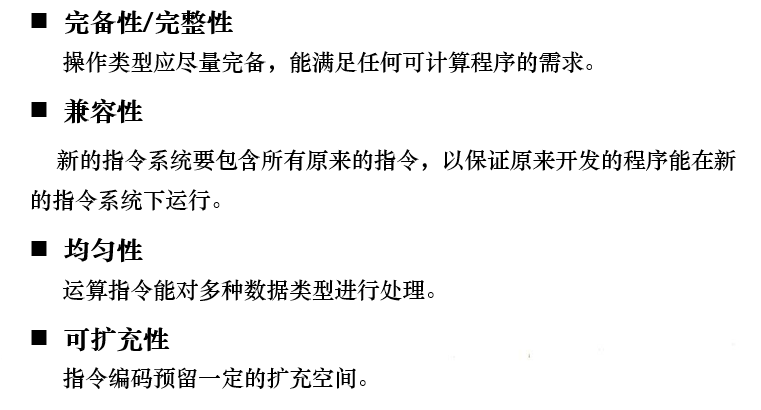 ■ 完备性/完整性
操作类型应尽量完备，能满足任何可计算程序的需求。
■ 兼容性
新的指令系统要包含所有原来的指令，以保证原来开发的程序能在新
的指令系统下运行。
■ 均匀性
运算指令能对多种数据类型进行处理。
■ 可扩充性
指令编码预留一定的扩充空间。